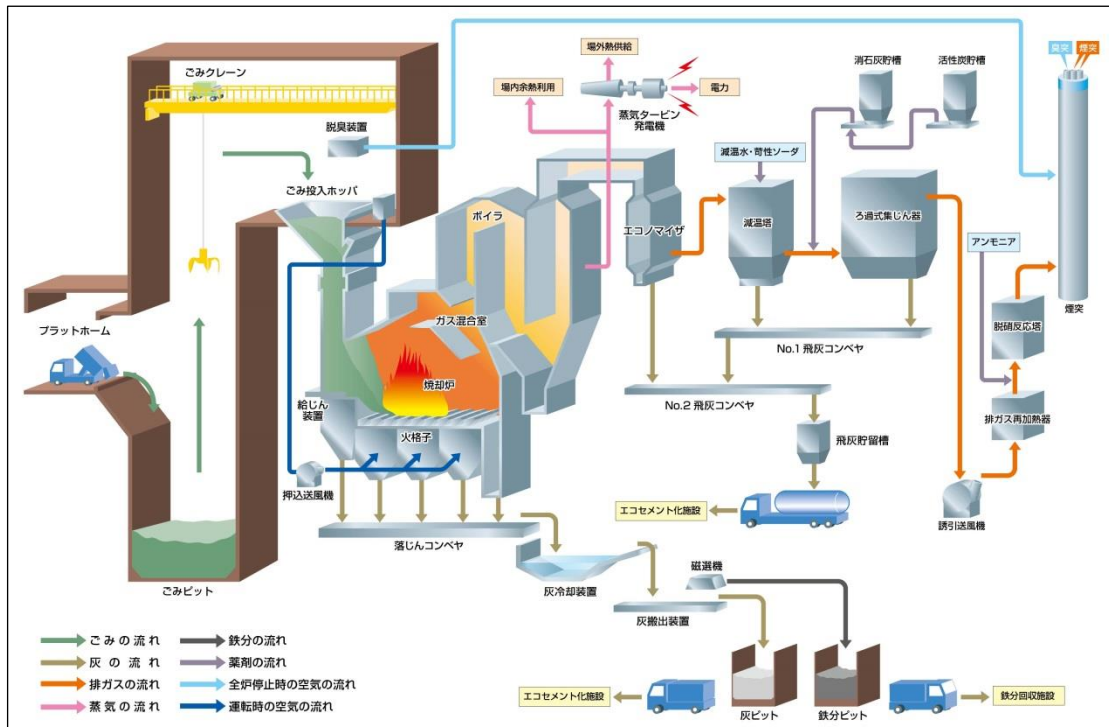 ごみクレーン
脱臭装置
ごみ投入ホッパ
プラットホーム
ごみピット
給じん
装置
押込送風機
ボイラ
ガス混合室
焼却炉
火格子
落じんコンベヤ
場外熱供給
場内余熱利用
電力
蒸気タービン
発電機
エコノマイザ
減温水・苛性ソーダ
減温塔
消石灰貯槽
活性炭貯槽
ろ過式集じん器
アンモニア
臭突
煙突
煙突
脱硝反応塔
排ガス再加熱器
誘引送風機
No.1 飛灰コンベヤ
No.2 飛灰コンベヤ
飛灰貯留槽
エコセメント化施設
灰冷却装置
磁選機
灰搬出装置
エコセメント化施設
灰ピット
鉄分ピット
鉄分回収施設
ごみの流れ
灰の流れ
排ガスの流れ
蒸気の流れ
鉄分の流れ
薬剤の流れ
全炉停止時の空気の流れ
運転時の空気の流れ